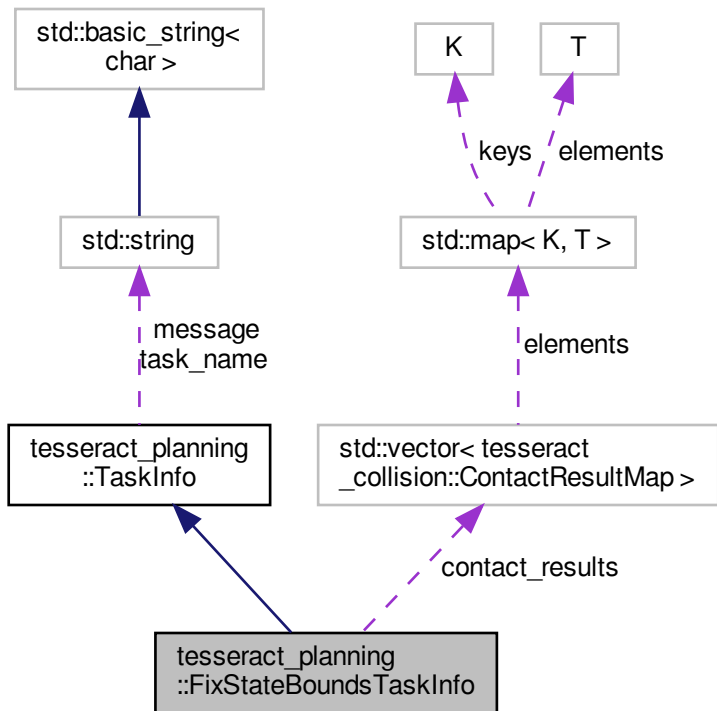 std::basic_string<
char >
K
T
keys
elements
std::string
std::map< K, T >
message
task_name
elements
tesseract_planning
::TaskInfo
std::vector< tesseract
_collision::ContactResultMap >
contact_results
tesseract_planning
::FixStateBoundsTaskInfo